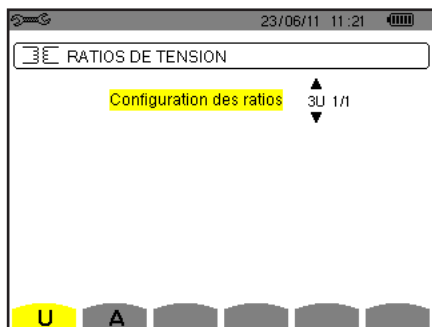 23/06/11 11:21
RATIOS DE TENSION
Configuration des ratios 3U 1/1
U A